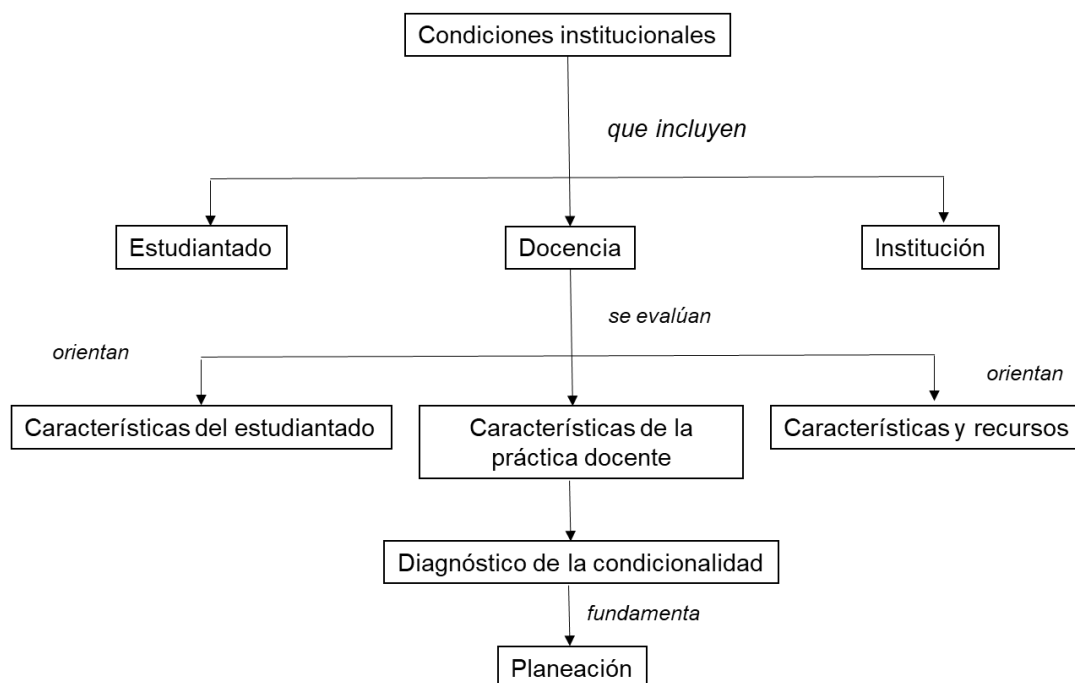 Condiciones institucionales
que incluyen
Estudiantado
Docencia
Institución
se evalúan
orientan
orientan
Características del estudiantado
Características de la
práctica docente
Características y recursos
Diagnóstico de la condicionalidad
fundamenta
Planeación